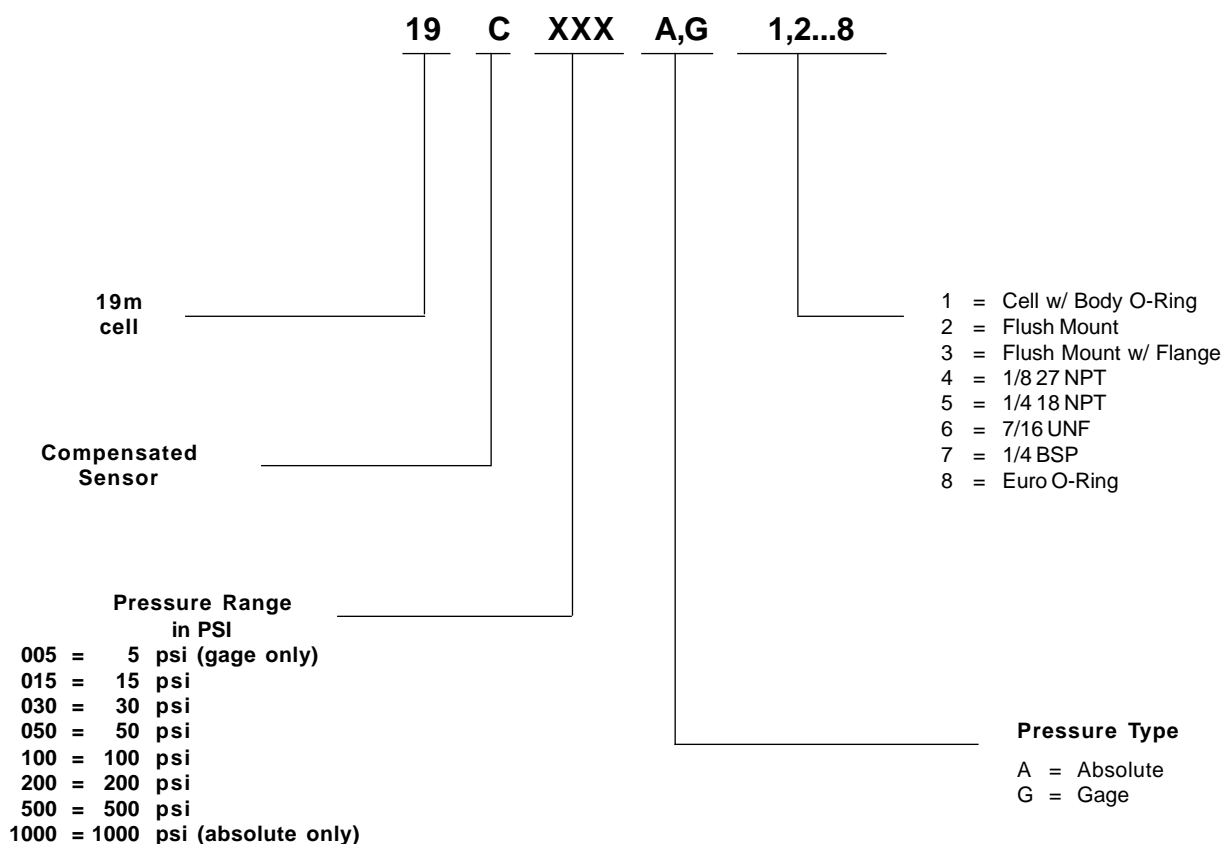 19 C XXX A,G 1,2...8
19m
cell
1 = Cell w/ Body O-Ring
2 = Flush Mount
3 = Flush Mount w/ Flange
4 = 1/8 27 NPT
5 = 1/4 18 NPT
6 = 7/16 UNF
7 = 1/4 BSP
8 = Euro O-Ring
Compensated
Sensor
Pressure Range
in PSI
005 = 5 psi (gage only)
015 = 15 psi
030 = 30 psi
050 = 50 psi
100 = 100 psi
200 = 200 psi
500 = 500 psi
1000 = 1000 psi (absolute only)
Pressure Type
A = Absolute
G = Gage